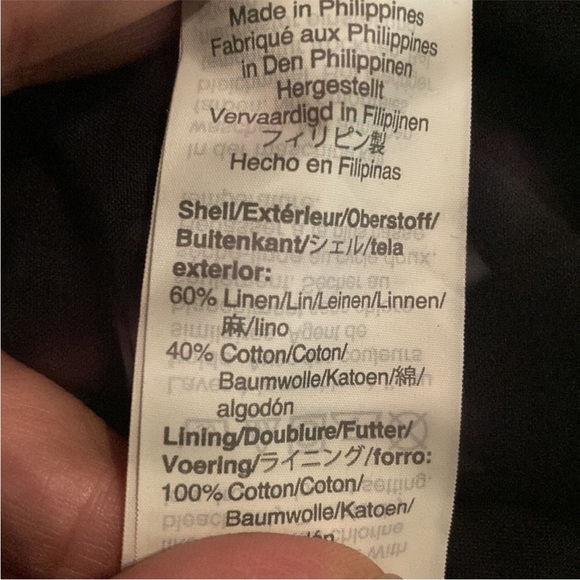 Made in Philippines
Fabriqué aux Philippines
in Den Philippinen
Hergestellt
Vervaardigd in Filipijnen
フィリピン製
Hecho en Filipinas
Shell/Extérieur/Oberstoff/
Buitenkant/シェル/tela
exterior:
60% Linen/Lin/Leinen/Linnen/
麻/lino
40% Cotton/Coton/
Baumwolle/Katoen/綿/
algodón
Lining/Doublure/Futter/
Voering/ライニング/forro:
100% Cotton/Coton/
Baumwolle/Katoen/